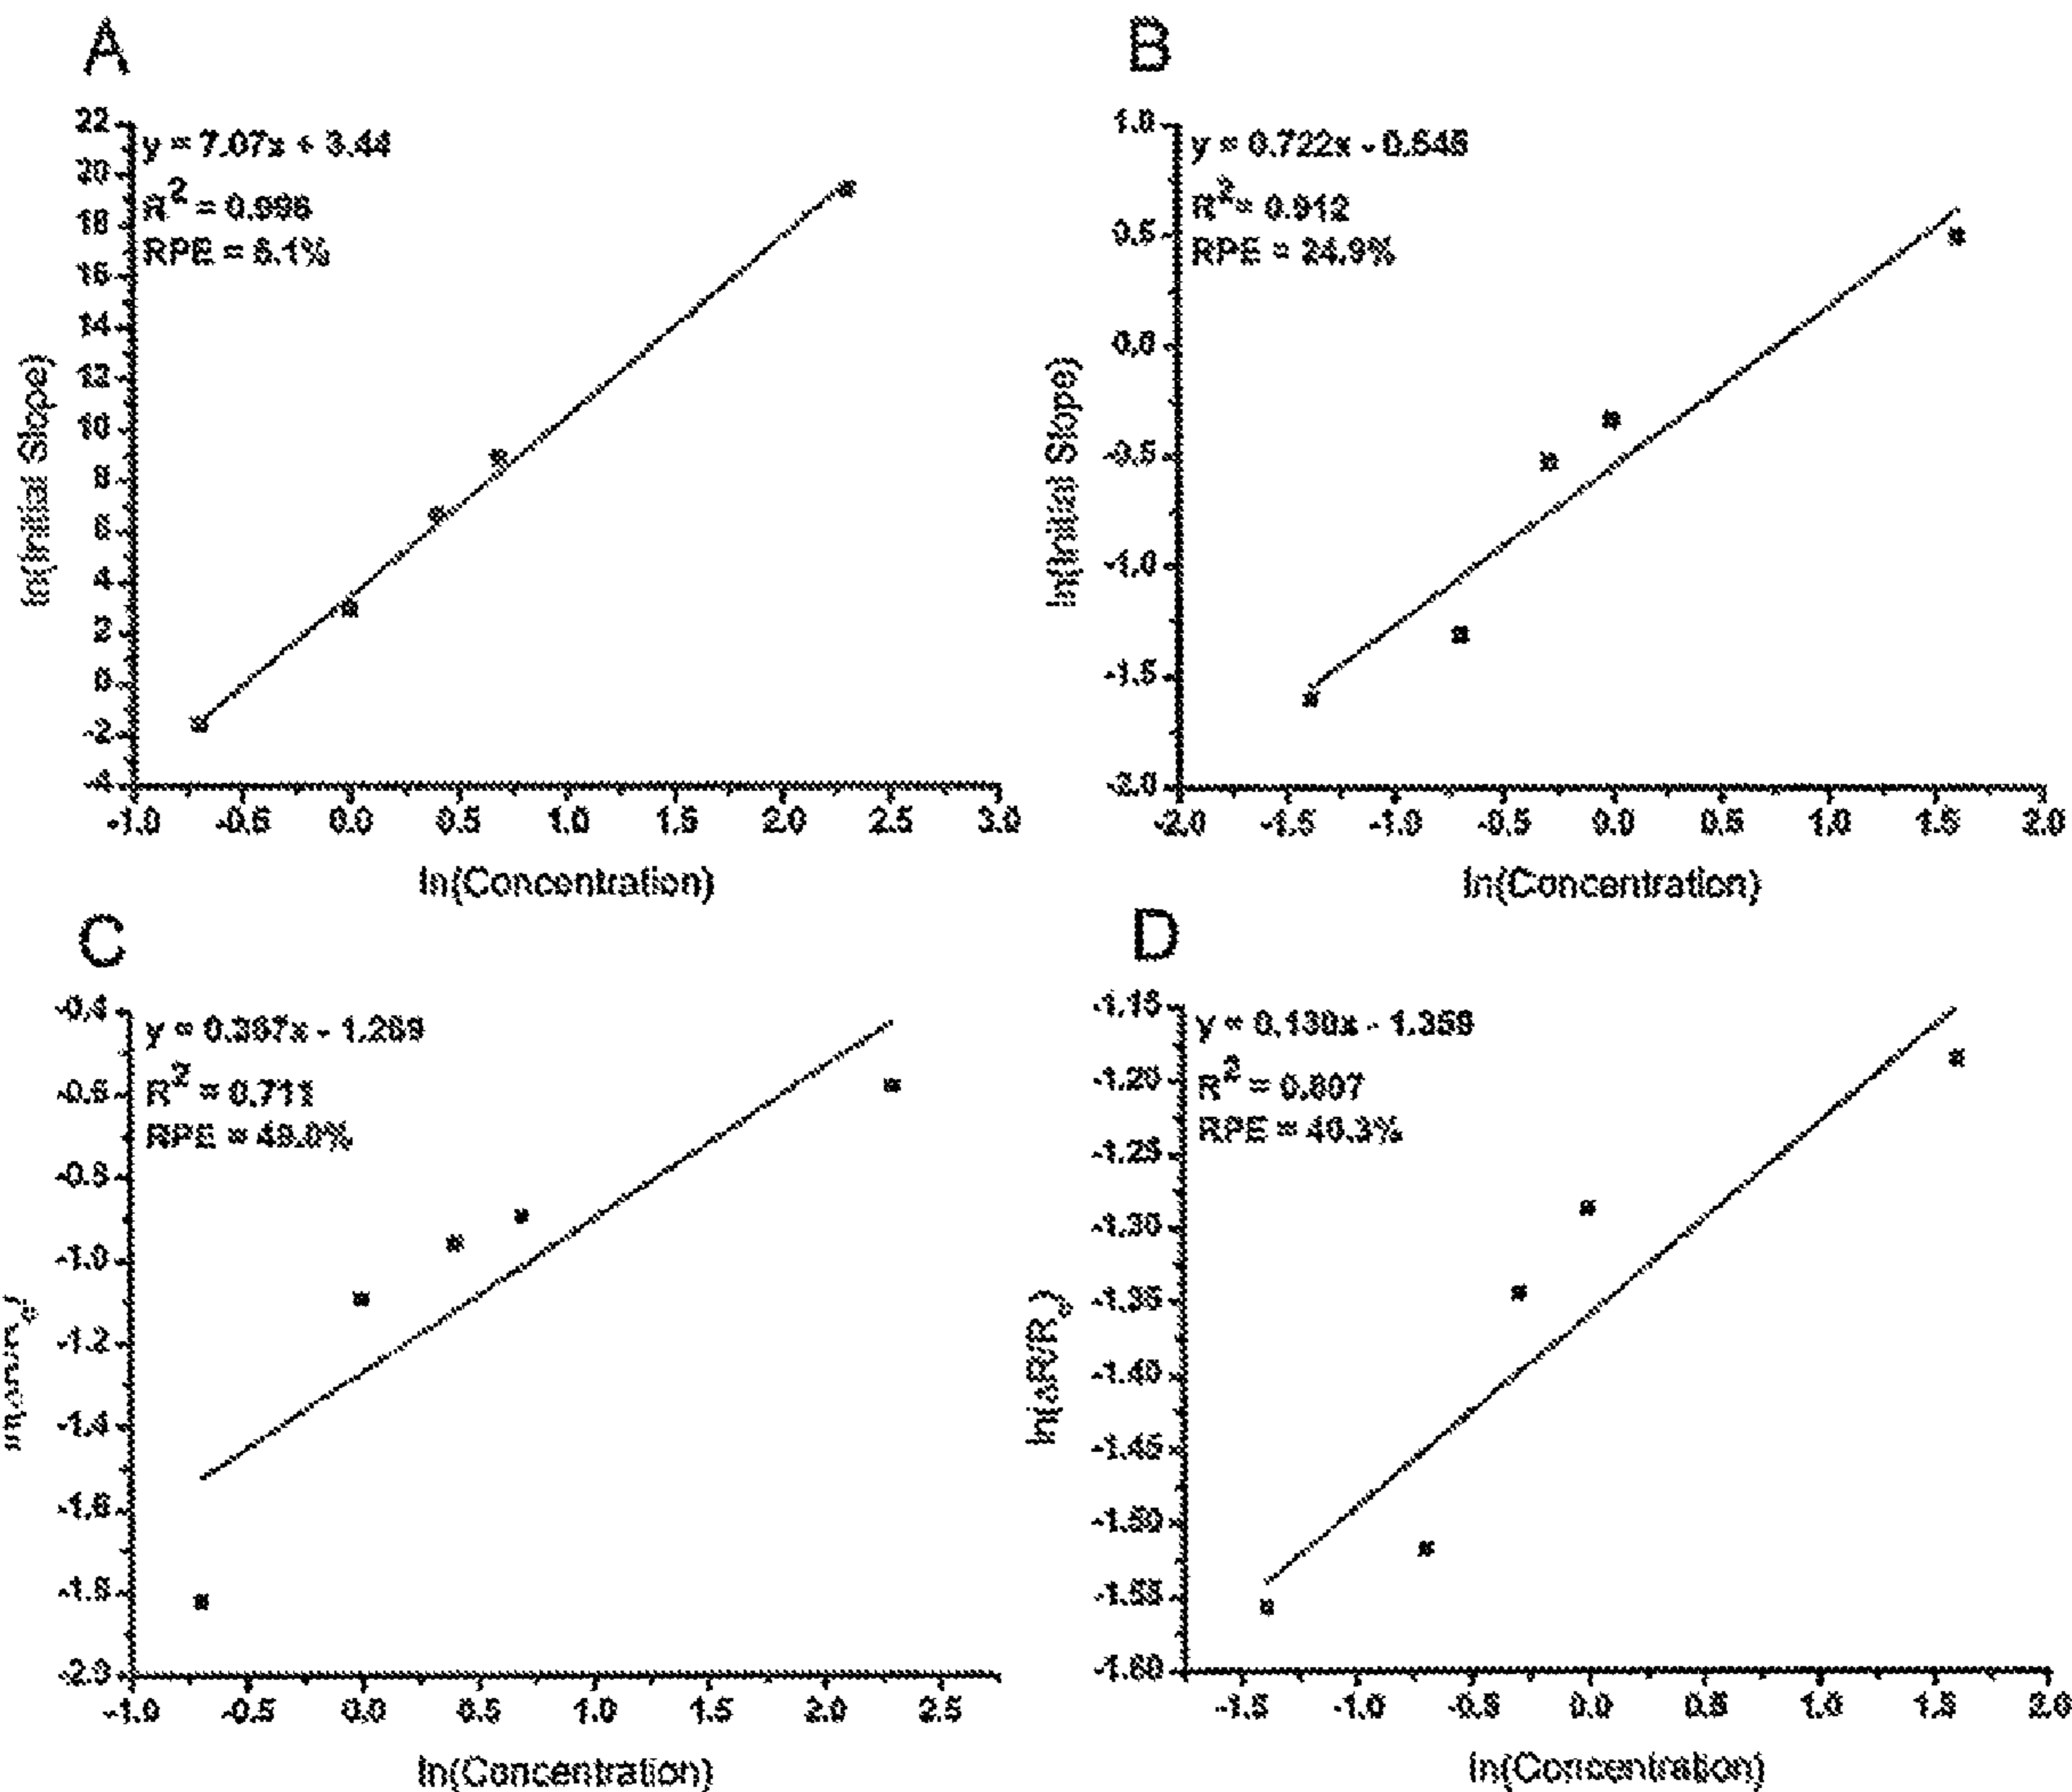 A
y = 7.07x + 3.44
R² = 0.996
RPE = 6.1%
22
20
18
16
14
12
10
8
6
4
2
0
-2
-4
-1.0 -0.5 0.0 0.5 1.0 1.5 2.0 2.5 3.0
ln(Initial Slope)
ln(Concentration)
B
y = 0.722x - 0.545
R² = 0.912
RPE = 24.9%
1.0
0.5
0.0
-0.5
-1.0
-1.5
-2.0
-2.0 -1.5 -1.0 -0.5 0.0 0.5 1.0 1.5 2.0
ln(Initial Slope)
ln(Concentration)
C
y = 0.367x - 1.269
R² = 0.711
RPE = 49.0%
-0.4
-0.6
-0.8
-1.0
-1.2
-1.4
-1.6
-1.8
-2.0
-1.0 -0.5 0.0 0.5 1.0 1.5 2.0 2.5
ln(Concentration)
D
y = 0.130x - 1.359
R² = 0.807
RPE = 40.3%
-1.15
-1.20
-1.25
-1.30
-1.35
-1.40
-1.45
-1.50
-1.55
-1.60
-1.5 -1.0 -0.5 0.0 0.5 1.0 1.5 2.0
ln(ΔR/R₀)
ln(Concentration)